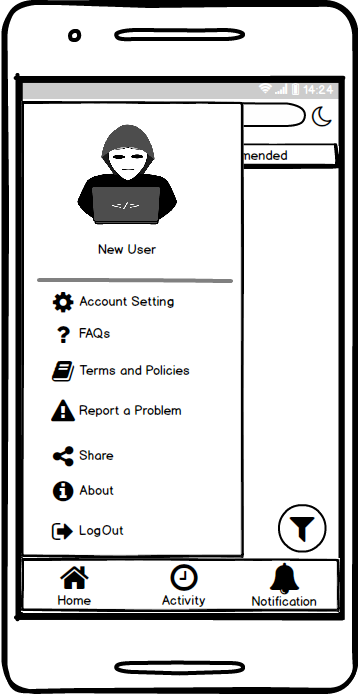 14:24
mended
</>
New User
Account Setting
FAQs
Terms and Policies
Report a Problem
Share
About
LogOut
Home
Activity
Notification